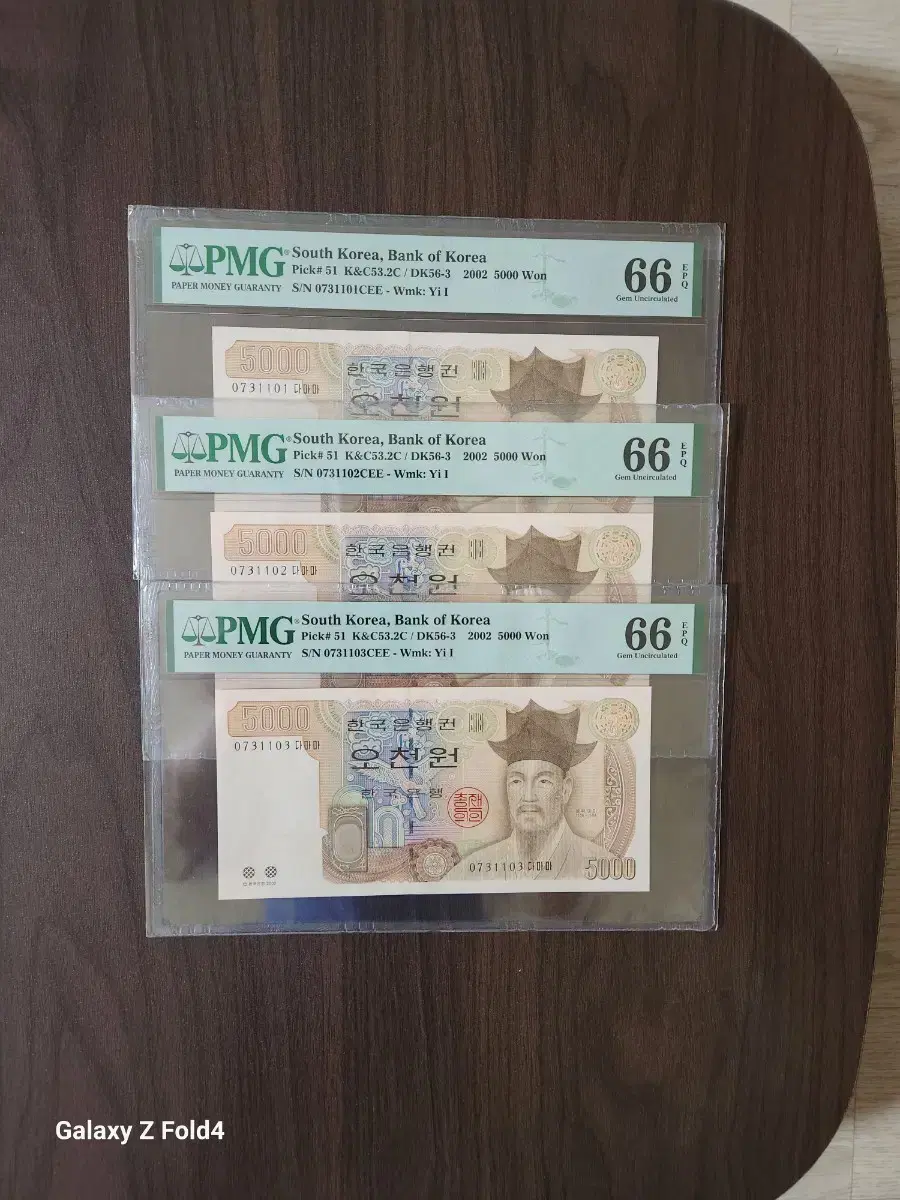 PMG® South Korea, Bank of Korea
Pick# 51 K&C53.2C / DK56-3 2002 5000 Won
PAPER MONEY GUARANTY S/N 0731101CEE - Wmk: Yi I
66 EPQ
Gem Uncirculated
5000
한국은행권
0731101 다마마
오천원
PMG® South Korea, Bank of Korea
Pick# 51 K&C53.2C / DK56-3 2002 5000 Won
PAPER MONEY GUARANTY S/N 0731102CEE - Wmk: Yi I
66 EPQ
Gem Uncirculated
5000
한국은행권
0731102 다마마
오천원
PMG® South Korea, Bank of Korea
Pick# 51 K&C53.2C / DK56-3 2002 5000 Won
PAPER MONEY GUARANTY S/N 0731103CEE - Wmk: Yi I
66 EPQ
Gem Uncirculated
5000
한국은행권
0731103 다마마
오천원
한국은행
0731103 다마마
5000
Galaxy Z Fold4